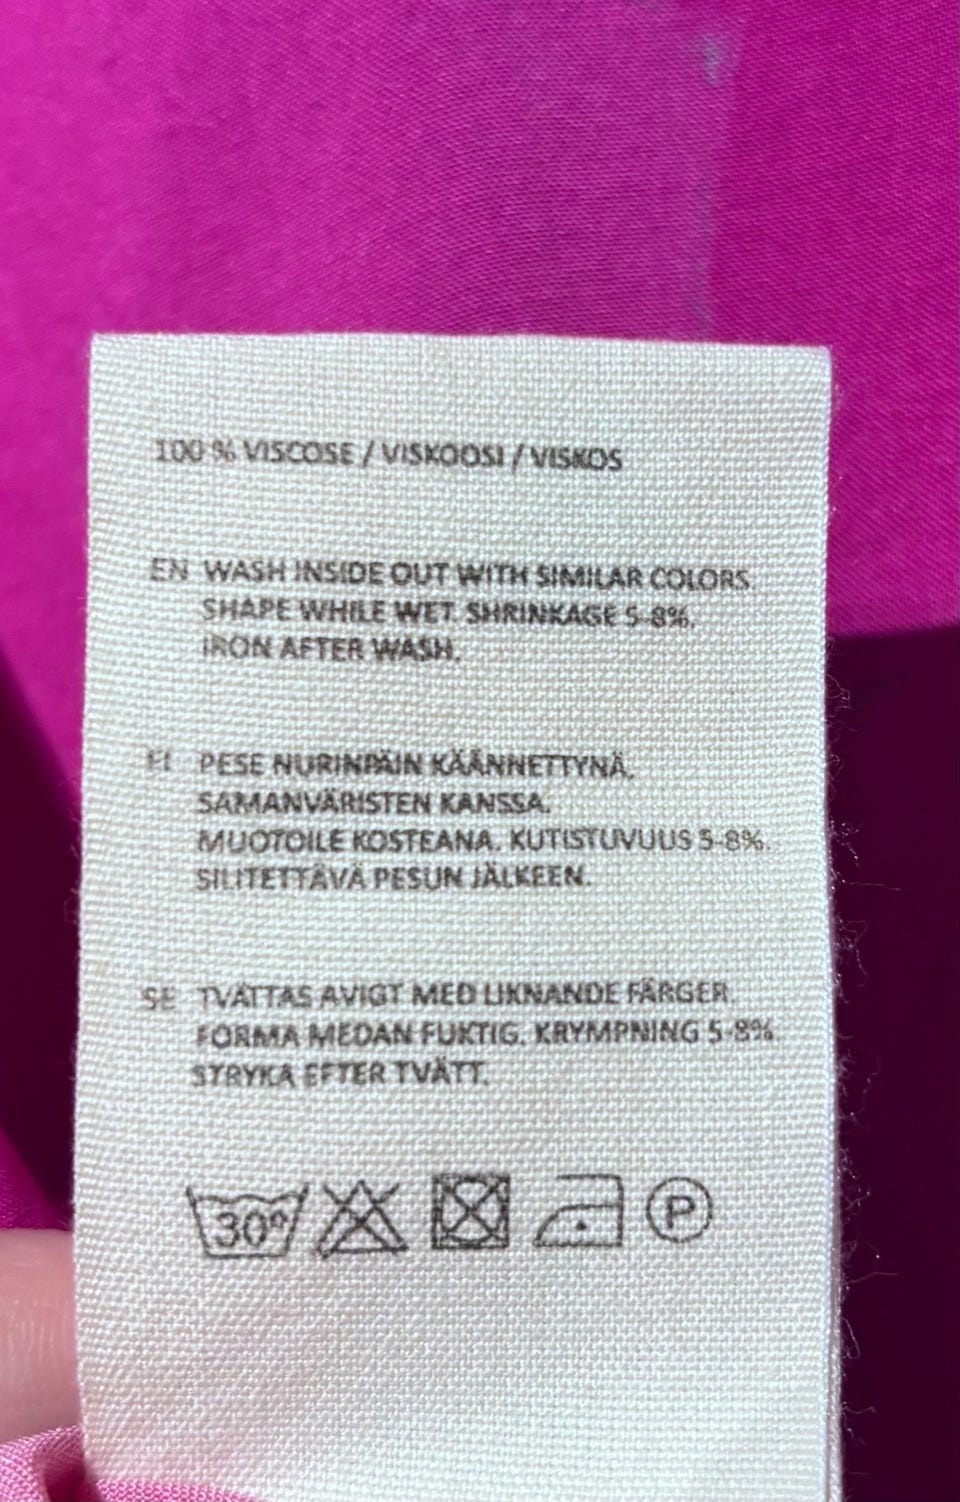 100 % VISCOSE / VISKOOSI / VISKOS
EN WASH INSIDE OUT WITH SIMILAR COLORS.
SHAPE WHILE WET. SHRINKAGE 5-8%.
IRON AFTER WASH.
FI PESE NURINPÄIN KÄÄNNETTYNÄ.
SAMANVÄRISTEN KANSSA.
MUOTOILE KOSTEANA. KUTISTUVUUS 5-8%.
SILITETTÄVÄ PESUN JÄLKEEN.
SE TVÄTTAS AVIGT MED LIKNANDE FÄRGER.
FORMA MEDAN FUKTIG. KRYMPNING 5-8%.
STRYKA EFTER TVÄTT.
30° P